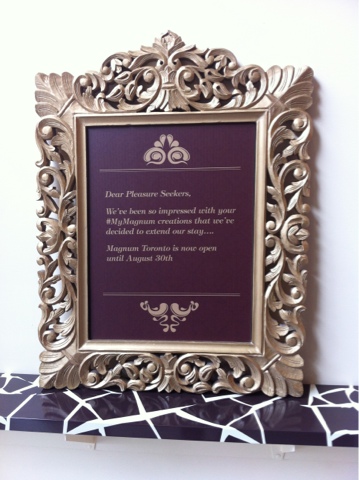 Dear Pleasure Seekers,
We've been so impressed with your
#MyMagnum creations that we've
decided to extend our stay....
Magnum Toronto is now open
until August 30th